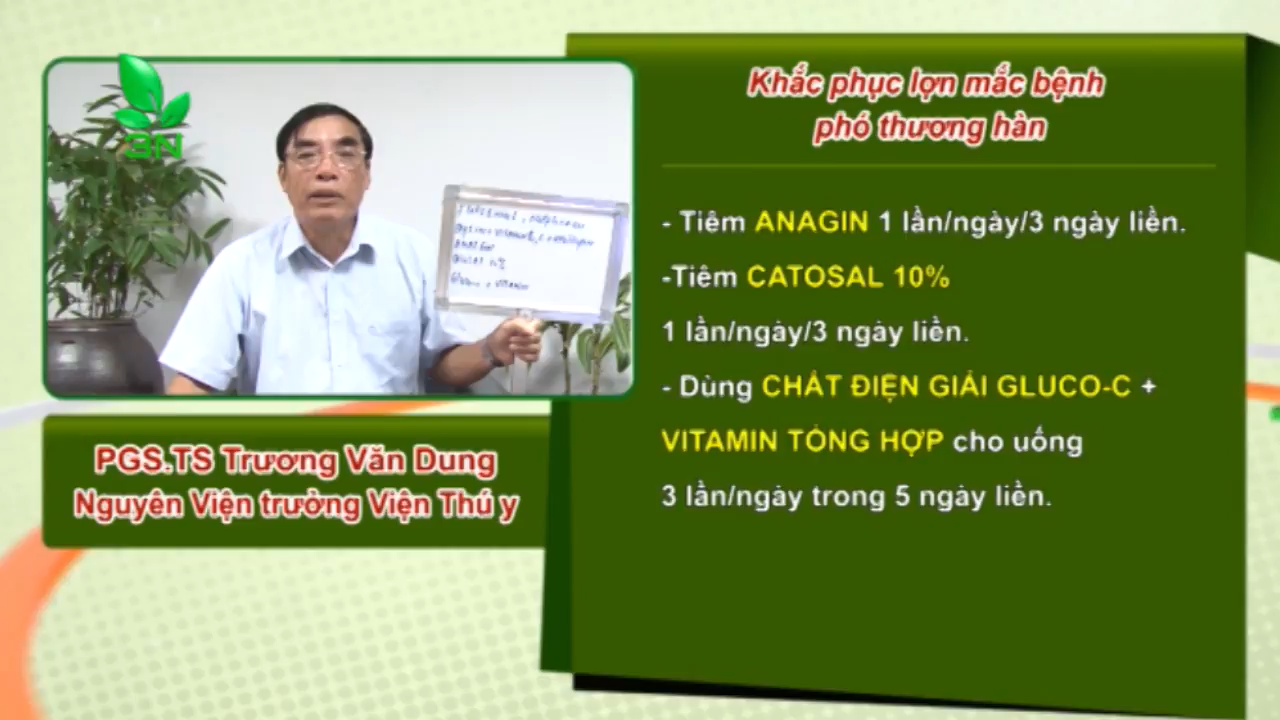 3N
Khắc phục lợn mắc bệnh
phó thương hàn
- Tiêm ANAGIN 1 lần/ngày/3 ngày liền.
-Tiêm CATOSAL 10%
1 lần/ngày/3 ngày liền.
- Dùng CHẤT ĐIỆN GIẢI GLUCO-C +
VITAMIN TỔNG HỢP cho uống
3 lần/ngày trong 5 ngày liền.
PGS.TS Trương Văn Dung
Nguyên Viện trưởng Viện Thú y